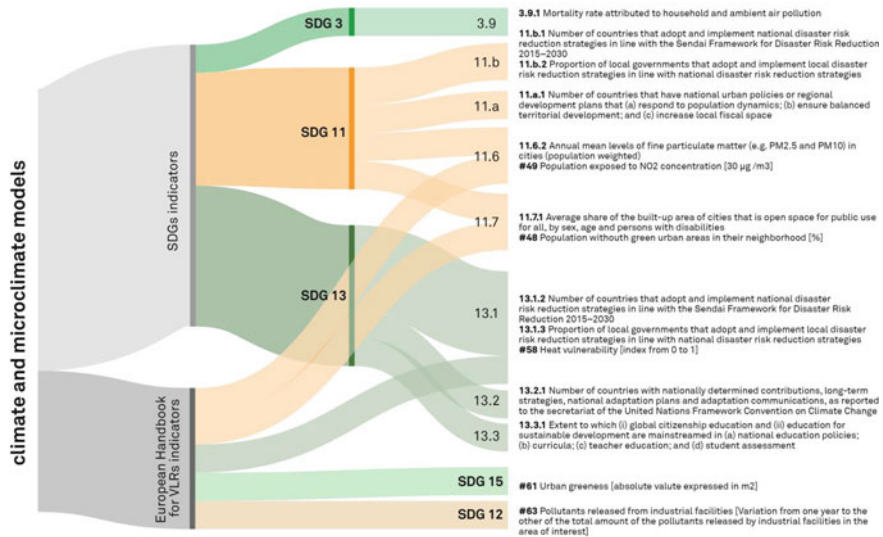 climate and microclimate models
SDGs indicators
European Handbook
for VLRs indicators
SDG 3
SDG 11
SDG 13
3.9
11.b
11.a
11.6
11.7
13.1
13.2
13.3
SDG 15
SDG 12
3.9.1 Mortality rate attributed to household and ambient air pollution
11.b.1 Number of countries that adopt and implement national disaster risk
reduction strategies in line with the Sendai Framework for Disaster Risk Reduction
2015–2030
11.b.2 Proportion of local governments that adopt and implement local disaster
risk reduction strategies in line with national disaster risk reduction strategies
11.a.1 Number of countries that have national urban policies or regional
development plans that (a) respond to population dynamics; (b) ensure balanced
territorial development; and (c) increase local fiscal space
11.6.2 Annual mean levels of fine particulate matter (e.g. PM2.5 and PM10) in
cities (population weighted)
#49 Population exposed to NO2 concentration [30 µg /m3]
11.7.1 Average share of the built-up area of cities that is open space for public use
for all, by sex, age and persons with disabilities
#48 Population withouth green urban areas in their neighborhood [%]
13.1.2 Number of countries that adopt and implement national disaster
risk reduction strategies in line with the Sendai Framework for Disaster Risk
Reduction 2015–2030
13.1.3 Proportion of local governments that adopt and implement local disaster
risk reduction strategies in line with national disaster risk reduction strategies
#58 Heat vulnerability [index from 0 to 1]
13.2.1 Number of countries with nationally determined contributions, long-term
strategies, national adaptation plans and adaptation communications, as reported
to the secretariat of the United Nations Framework Convention on Climate Change
13.3.1 Extent to which (i) global citizenship education and (ii) education for
sustainable development are mainstreamed in (a) national education policies;
(b) curricula; (c) teacher education; and (d) student assessment
#61 Urban greeness [absolute valute expressed in m2]
#63 Pollutants released from industrial facilities [Variation from one year to the
other of the total amount of the pollutants released by industrial facilities in the
area of interest]